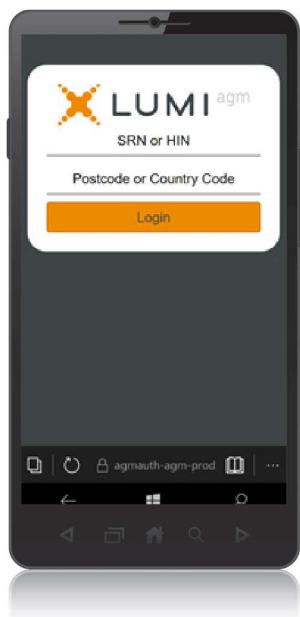 LUMI agm
SRN or HIN
Postcode or Country Code
Login
agmauth-agm-prod